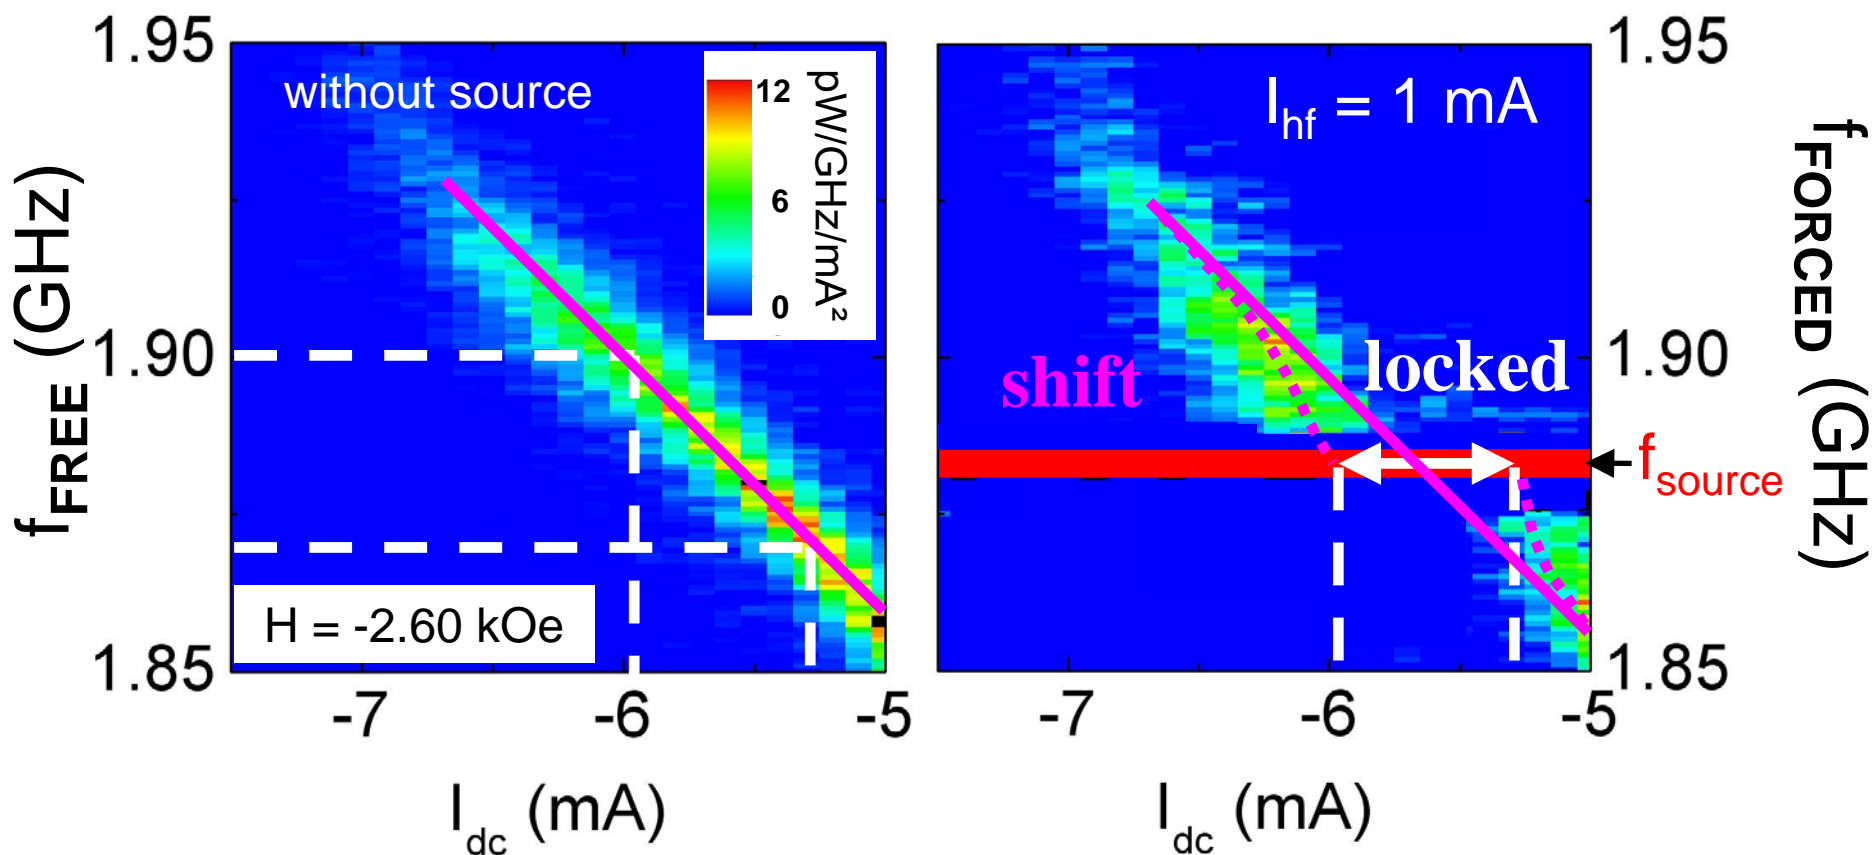 1.95
1.90
1.85
f_FREE (GHz)
without source
12
6
0
pW/GHz/mA²
H = -2.60 kOe
-7
-6
-5
I_dc (mA)
I_hf = 1 mA
shift
locked
f_source
1.95
1.90
1.85
f_FORCED (GHz)
-7
-6
-5
I_dc (mA)